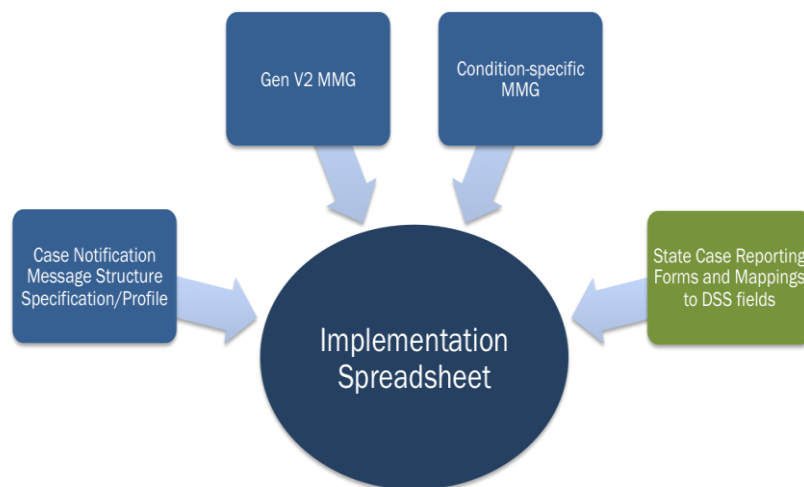 Gen V2 MMG
Condition-specific
MMG
Case Notification
Message Structure
Specification/Profile
State Case Reporting
Forms and Mappings
to DSS fields
Implementation
Spreadsheet